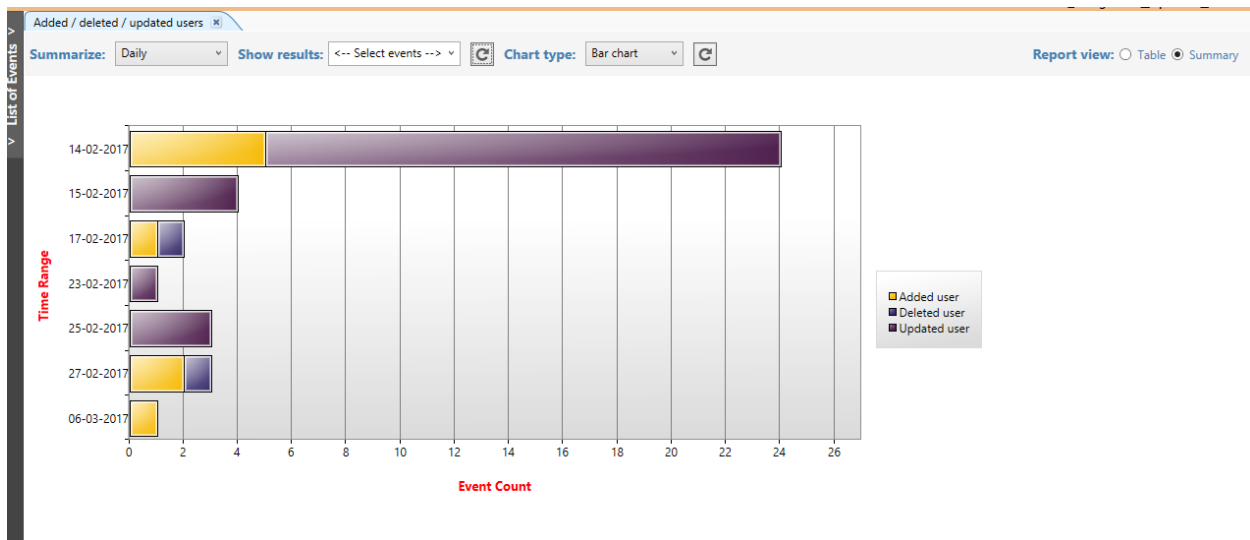 Added / deleted / updated users
Summarize: Daily Show results: <-- Select events --> Chart type: Bar chart Report view: Table Summary
> List of Events >
14-02-2017
15-02-2017
17-02-2017
23-02-2017
25-02-2017
27-02-2017
06-03-2017
Time Range
Added user
Deleted user
Updated user
0 2 4 6 8 10 12 14 16 18 20 22 24 26
Event Count